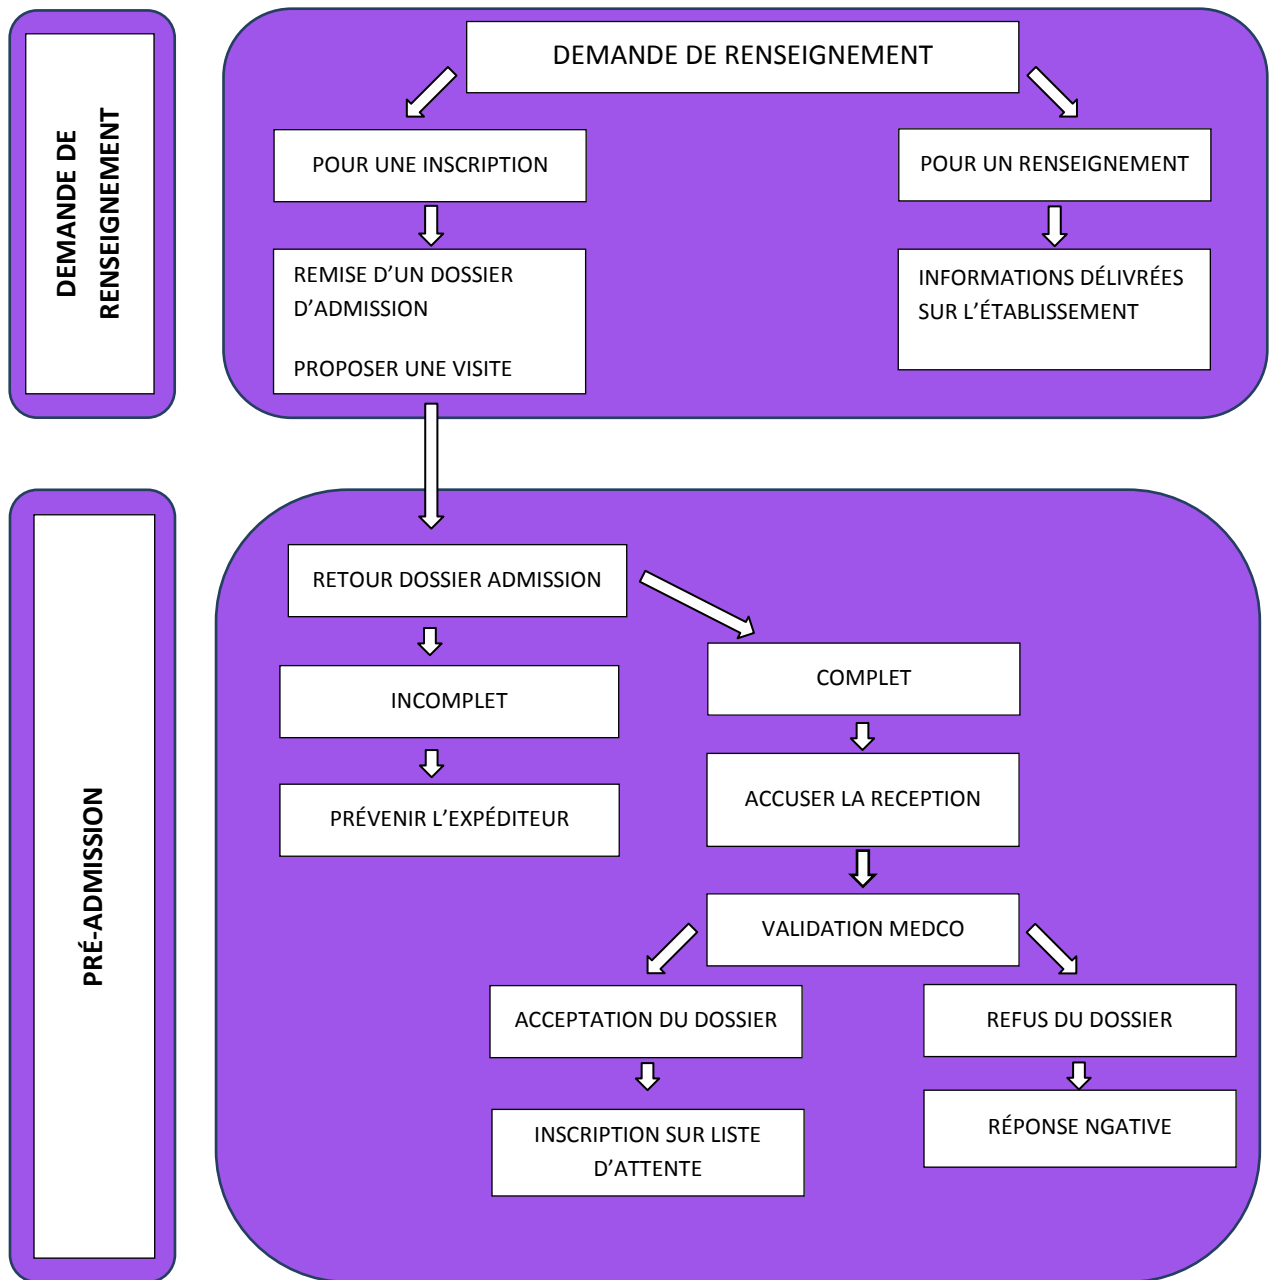 DEMANDE DE
RENSEIGNEMENT
DEMANDE DE RENSEIGNEMENT
POUR UNE INSCRIPTION
POUR UN RENSEIGNEMENT
REMISE D’UN DOSSIER
D’ADMISSION
PROPOSER UNE VISITE
INFORMATIONS DÉLIVRÉES
SUR L’ÉTABLISSEMENT
PRÉ-ADMISSION
RETOUR DOSSIER ADMISSION
INCOMPLET
PRÉVENIR L’EXPÉDITEUR
COMPLET
ACCUSER LA RECEPTION
VALIDATION MEDCO
ACCEPTATION DU DOSSIER
REFUS DU DOSSIER
INSCRIPTION SUR LISTE
D’ATTENTE
RÉPONSE NGATIVE